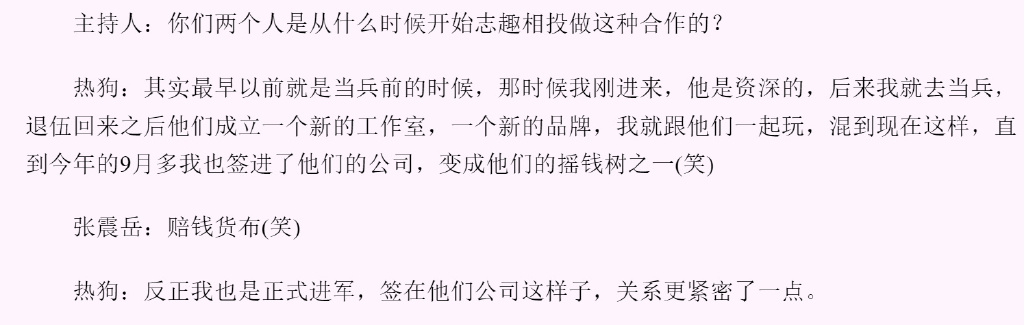 主持人：你们两个人是从什么时候开始志趣相投做这种合作的？
热狗：其实最早以前就是当兵前的时候，那时候我刚进来，他是资深的，后来我就去当兵，
退伍回来之后他们成立一个新的工作室，一个新的品牌，我就跟他们一起玩，混到现在这样，直
到今年的9月多我也签进了他们的公司，变成他们的摇钱树之一(笑)
张震岳：赔钱货布(笑)
热狗：反正我也是正式进军，签在他们公司这样子，关系更紧密了一点。